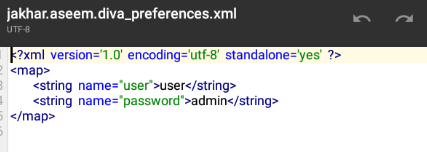 jakhar.aseem.diva_preferences.xml
UTF-8
<?xml version='1.0' encoding='utf-8' standalone='yes' ?>
<map>
<string name="user">user</string>
<string name="password">admin</string>
</map>